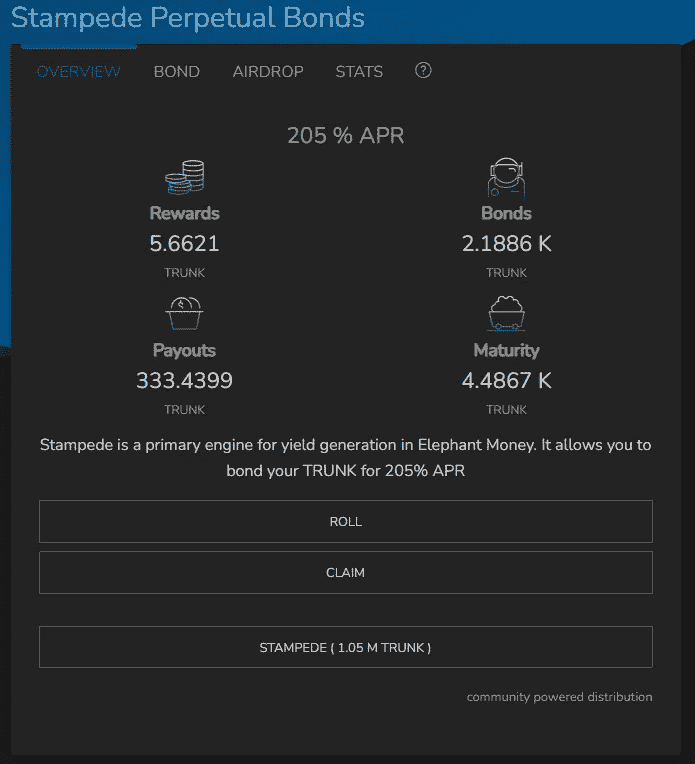 Stampede Perpetual Bonds
OVERVIEW BOND AIRDROP STATS ?
205 % APR
Rewards Bonds
5.6621 2.1886 K
TRUNK TRUNK
Payouts Maturity
333.4399 4.4867 K
TRUNK TRUNK
Stampede is a primary engine for yield generation in Elephant Money. It allows you to
bond your TRUNK for 205% APR
ROLL
CLAIM
STAMPEDE ( 1.05 M TRUNK )
community powered distribution